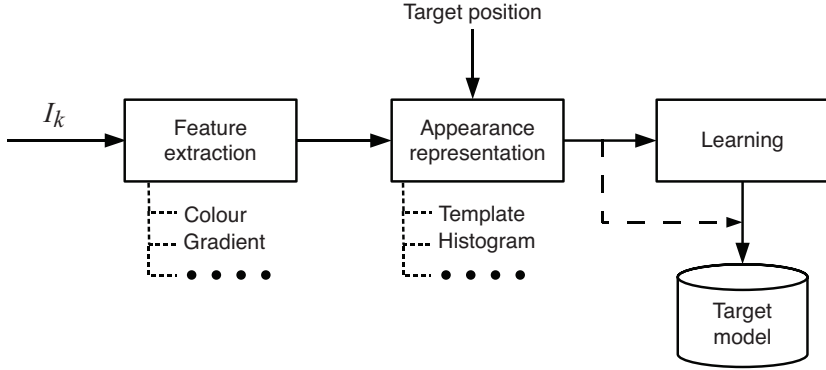 Target position
I_k
Feature
extraction
Appearance
representation
Learning
Colour
Gradient
Template
Histogram
Target
model